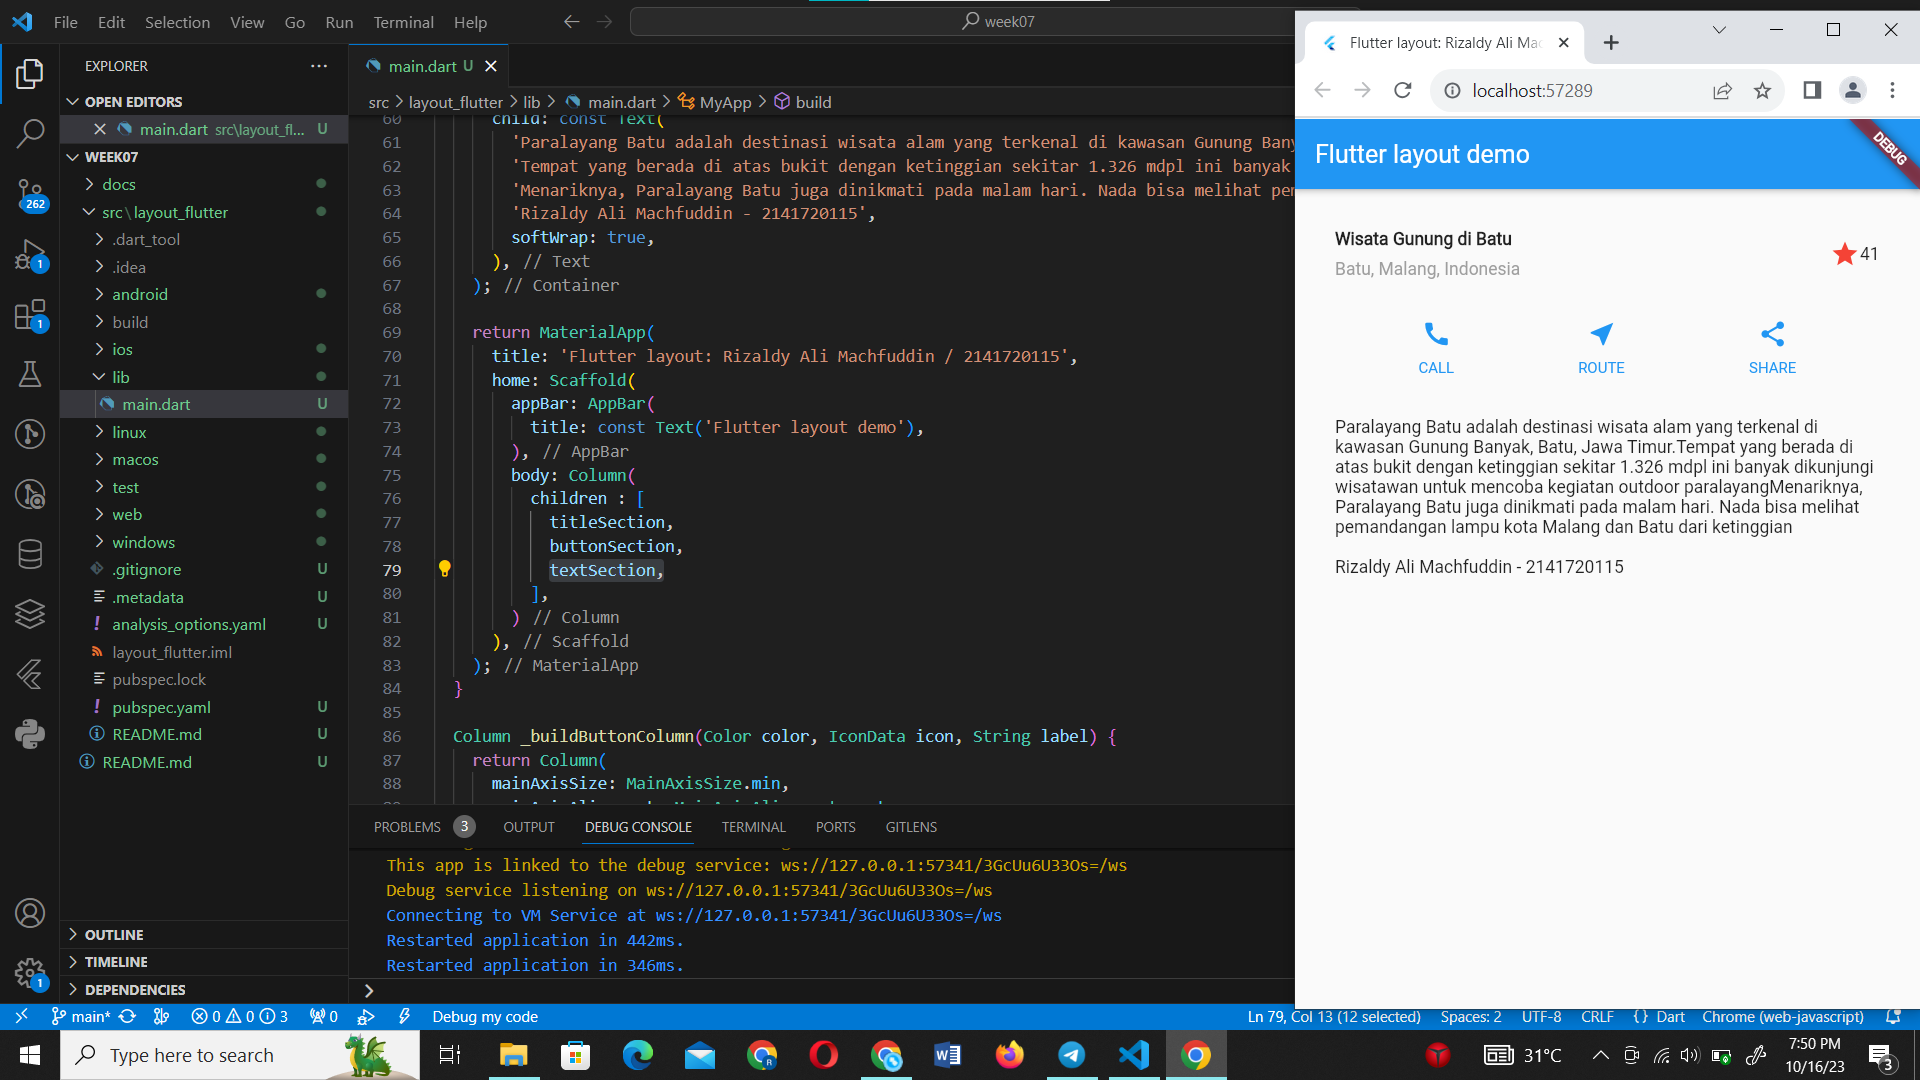 File Edit Selection View Go Run Terminal Help
week07
EXPLORER
OPEN EDITORS
main.dart src\layout_fl... U
WEEK07
docs
src\layout_flutter
.dart_tool
.idea
android
build
ios
lib
main.dart U
linux
macos
test
web
windows
.gitignore U
.metadata U
analysis_options.yaml U
layout_flutter.iml
pubspec.lock
pubspec.yaml U
README.md U
README.md U
OUTLINE
TIMELINE
DEPENDENCIES
262
1
1
1
main.dart U
src > layout_flutter > lib > main.dart > MyApp > build
60 child: const Text(
61 'Paralayang Batu adalah destinasi wisata alam yang terkenal di kawasan Gunung Bany
62 'Tempat yang berada di atas bukit dengan ketinggian sekitar 1.326 mdpl ini banyak
63 'Menariknya, Paralayang Batu juga dinikmati pada malam hari. Nada bisa melihat pem
64 'Rizaldy Ali Machfuddin - 2141720115',
65 softWrap: true,
66 ), // Text
67 ); // Container
68
69 return MaterialApp(
70 title: 'Flutter layout: Rizaldy Ali Machfuddin / 2141720115',
71 home: Scaffold(
72 appBar: AppBar(
73 title: const Text('Flutter layout demo'),
74 ), // AppBar
75 body: Column(
76 children : [
77 titleSection,
78 buttonSection,
79 textSection,
80 ],
81 ) // Column
82 ), // Scaffold
83 ); // MaterialApp
84 }
85
86 Column _buildButtonColumn(Color color, IconData icon, String label) {
87 return Column(
88 mainAxisSize: MainAxisSize.min,
PROBLEMS 3 OUTPUT DEBUG CONSOLE TERMINAL PORTS GITLENS
This app is linked to the debug service: ws://127.0.0.1:57341/3GcUu6U33Os=/ws
Debug service listening on ws://127.0.0.1:57341/3GcUu6U33Os=/ws
Connecting to VM Service at ws://127.0.0.1:57341/3GcUu6U33Os=/ws
Restarted application in 442ms.
Restarted application in 346ms.
Flutter layout: Rizaldy Ali Mac
localhost:57289
Flutter layout demo
DEBUG
Wisata Gunung di Batu
Batu, Malang, Indonesia
41
CALL ROUTE SHARE
Paralayang Batu adalah destinasi wisata alam yang terkenal di
kawasan Gunung Banyak, Batu, Jawa Timur.Tempat yang berada di
atas bukit dengan ketinggian sekitar 1.326 mdpl ini banyak dikunjungi
wisatawan untuk mencoba kegiatan outdoor paralayangMenariknya,
Paralayang Batu juga dinikmati pada malam hari. Nada bisa melihat
pemandangan lampu kota Malang dan Batu dari ketinggian
Rizaldy Ali Machfuddin - 2141720115
main* 0 0 3 0 Debug my code Ln 79, Col 13 (12 selected) Spaces: 2 UTF-8 CRLF {} Dart Chrome (web-javascript)
Type here to search
31°C
7:50 PM
10/16/23
3